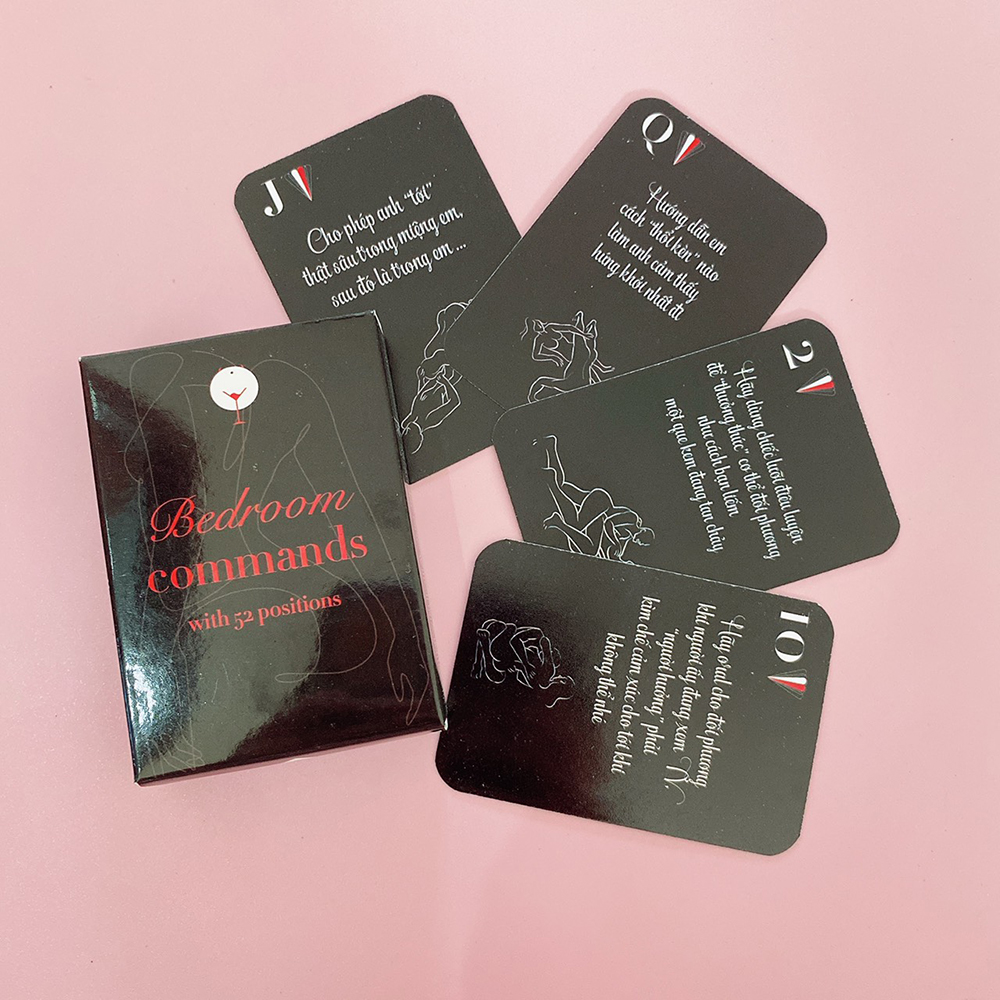 Bedroom
commands
with 52 positions
J
Cho phép anh "tới"
thật sâu trong miệng em,
sau đó là trong em ...
Q
Hướng dẫn em
cách "thổi kèn" nào
làm anh cảm thấy
hứng khởi nhất đi
2
Hãy dùng chiếc lưỡi điêu luyện
để "thưởng thức" cơ thể đối phương
như cách bạn liếm
một que kem đang tan chảy
10
Hãy oral cho đối phương
khi người ấy đang xem TV,
"người hưởng" phải
kìm chế cảm xúc cho tới khi
không thể nhé